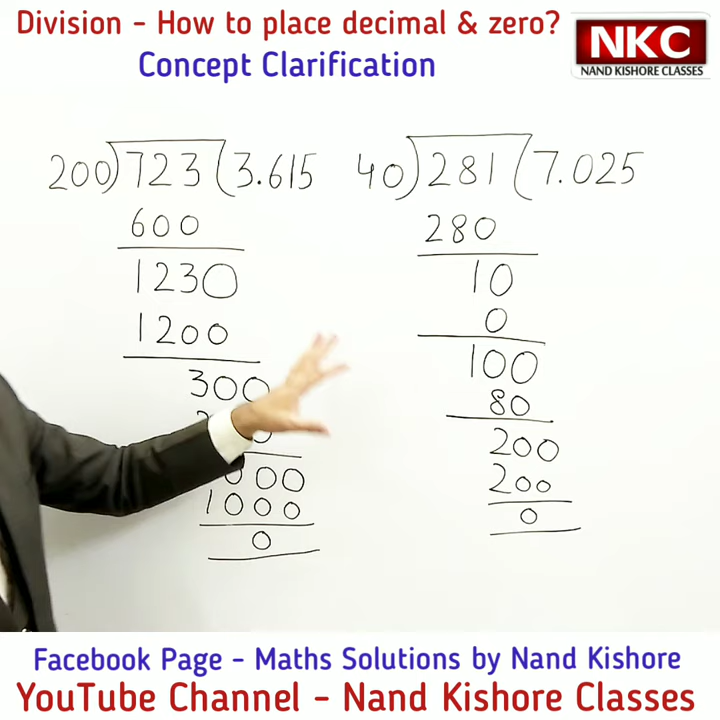 Division - How to place decimal & zero?
Concept Clarification
NKC
NAND KISHORE CLASSES
200)723(3.615
600
1230
1200
300
000
1000
0
40)281(7.025
280
10
0
100
80
200
200
0
Facebook Page - Maths Solutions by Nand Kishore
YouTube Channel - Nand Kishore Classes